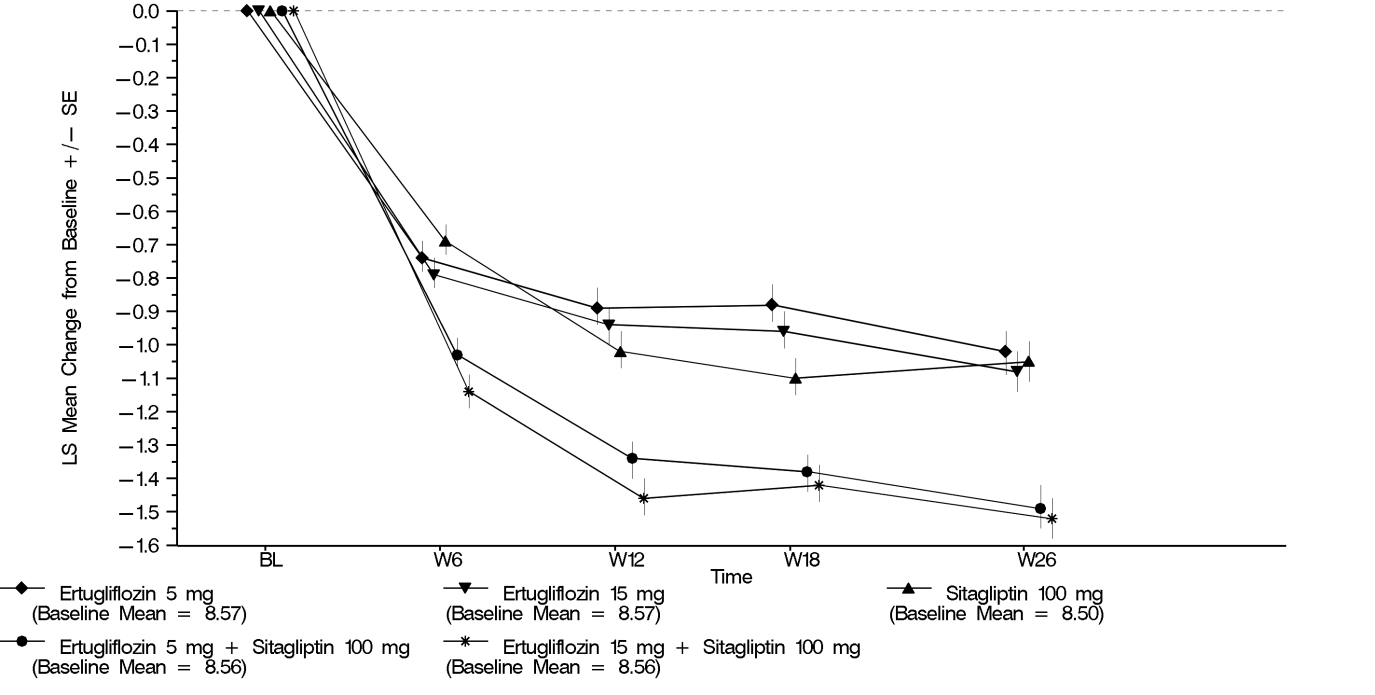 0.0
−0.1
−0.2
−0.3
−0.4
−0.5
−0.6
−0.7
−0.8
−0.9
−1.0
−1.1
−1.2
−1.3
−1.4
−1.5
−1.6
LS Mean Change from Baseline +/− SE
BL W6 W12 W18 W26
Time
Ertugliflozin 5 mg
(Baseline Mean = 8.57)
Ertugliflozin 15 mg
(Baseline Mean = 8.57)
Sitagliptin 100 mg
(Baseline Mean = 8.50)
Ertugliflozin 5 mg + Sitagliptin 100 mg
(Baseline Mean = 8.56)
Ertugliflozin 15 mg + Sitagliptin 100 mg
(Baseline Mean = 8.56)